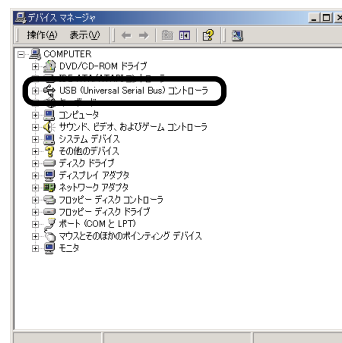 デバイス マネージャ
操作(A) 表示(V)
COMPUTER
DVD/CD-ROM ドライブ
USB (Universal Serial Bus) コントローラ
コンピュータ
サウンド、ビデオ、およびゲーム コントローラ
システム デバイス
その他のデバイス
ディスク ドライブ
ディスプレイ アダプタ
ネットワーク アダプタ
フロッピー ディスク コントローラ
フロッピー ディスク ドライブ
ポート (COM と LPT)
マウスとそのほかのポインティング デバイス
モニタ